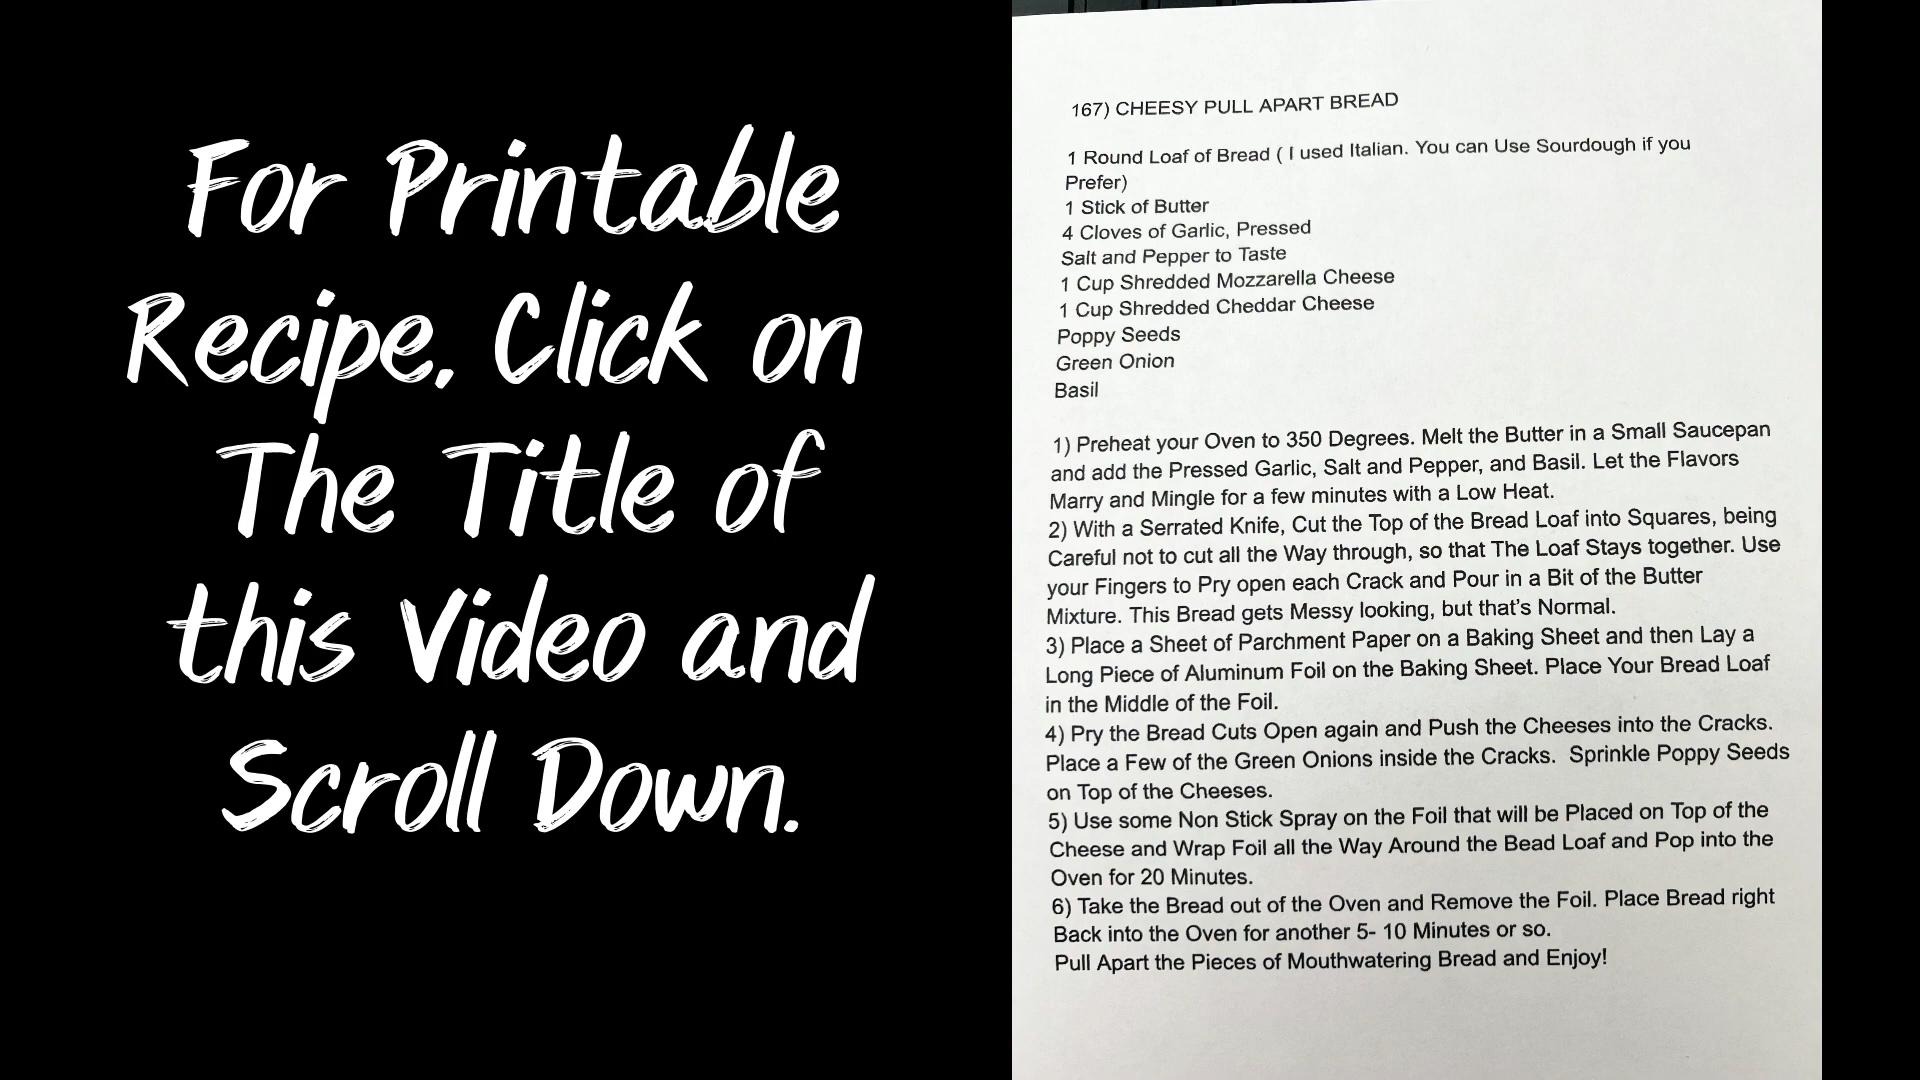 For Printable
Recipe, Click on
The Title of
this Video and
Scroll Down.
167) CHEESY PULL APART BREAD
1 Round Loaf of Bread ( I used Italian. You can Use Sourdough if you
Prefer)
1 Stick of Butter
4 Cloves of Garlic, Pressed
Salt and Pepper to Taste
1 Cup Shredded Mozzarella Cheese
1 Cup Shredded Cheddar Cheese
Poppy Seeds
Green Onion
Basil
1) Preheat your Oven to 350 Degrees. Melt the Butter in a Small Saucepan
and add the Pressed Garlic, Salt and Pepper, and Basil. Let the Flavors
Marry and Mingle for a few minutes with a Low Heat.
2) With a Serrated Knife, Cut the Top of the Bread Loaf into Squares, being
Careful not to cut all the Way through, so that The Loaf Stays together. Use
your Fingers to Pry open each Crack and Pour in a Bit of the Butter
Mixture. This Bread gets Messy looking, but that's Normal.
3) Place a Sheet of Parchment Paper on a Baking Sheet and then Lay a
Long Piece of Aluminum Foil on the Baking Sheet. Place Your Bread Loaf
in the Middle of the Foil.
4) Pry the Bread Cuts Open again and Push the Cheeses into the Cracks.
Place a Few of the Green Onions inside the Cracks.  Sprinkle Poppy Seeds
on Top of the Cheeses.
5) Use some Non Stick Spray on the Foil that will be Placed on Top of the
Cheese and Wrap Foil all the Way Around the Bead Loaf and Pop into the
Oven for 20 Minutes.
6) Take the Bread out of the Oven and Remove the Foil. Place Bread right
Back into the Oven for another 5- 10 Minutes or so.
Pull Apart the Pieces of Mouthwatering Bread and Enjoy!